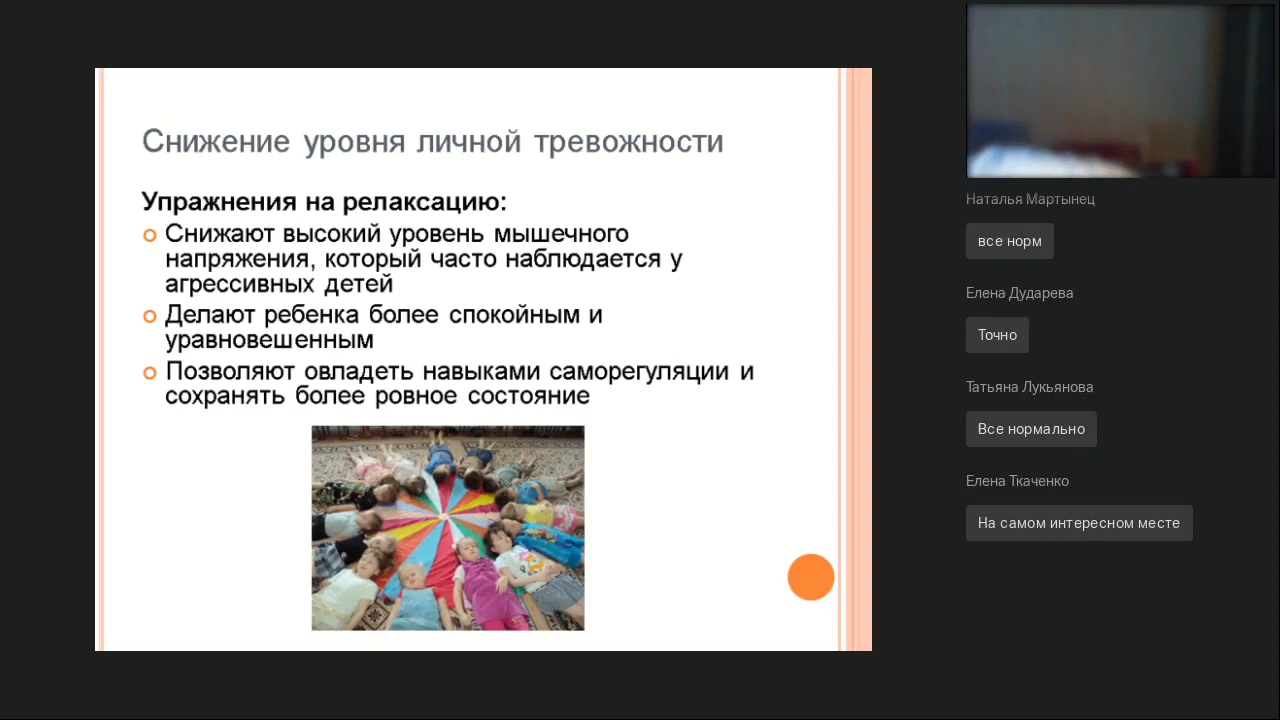 Снижение уровня личной тревожности
Упражнения на релаксацию:
Снижают высокий уровень мышечного
напряжения, который часто наблюдается у
агрессивных детей
Делают ребенка более спокойным и
уравновешенным
Позволяют овладеть навыками саморегуляции и
сохранять более ровное состояние
Наталья Мартынец
все норм
Елена Дударева
Точно
Татьяна Лукьянова
Все нормально
Елена Ткаченко
На самом интересном месте